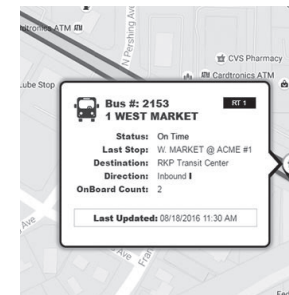 Cardtronics ATM
N Pershing Ave
CVS Pharmacy
Cardtronics ATM
Lube Stop
Bus #: 2153
RT 1
1 WEST MARKET
Status: On Time
Last Stop: W. MARKET @ ACME #1
Destination: RKP Transit Center
Direction: Inbound I
OnBoard Count: 2
Last Updated: 08/18/2016 11:30 AM
Ave